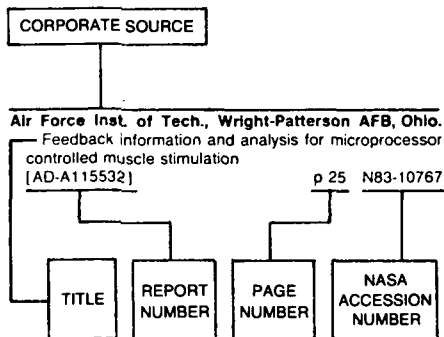 CORPORATE SOURCE
Air Force Inst. of Tech., Wright-Patterson AFB, Ohio.
Feedback information and analysis for microprocessor
controlled muscle stimulation
[AD-A115532] p 25 N83-10767
TITLE
REPORT
NUMBER
PAGE
NUMBER
NASA
ACCESSION
NUMBER